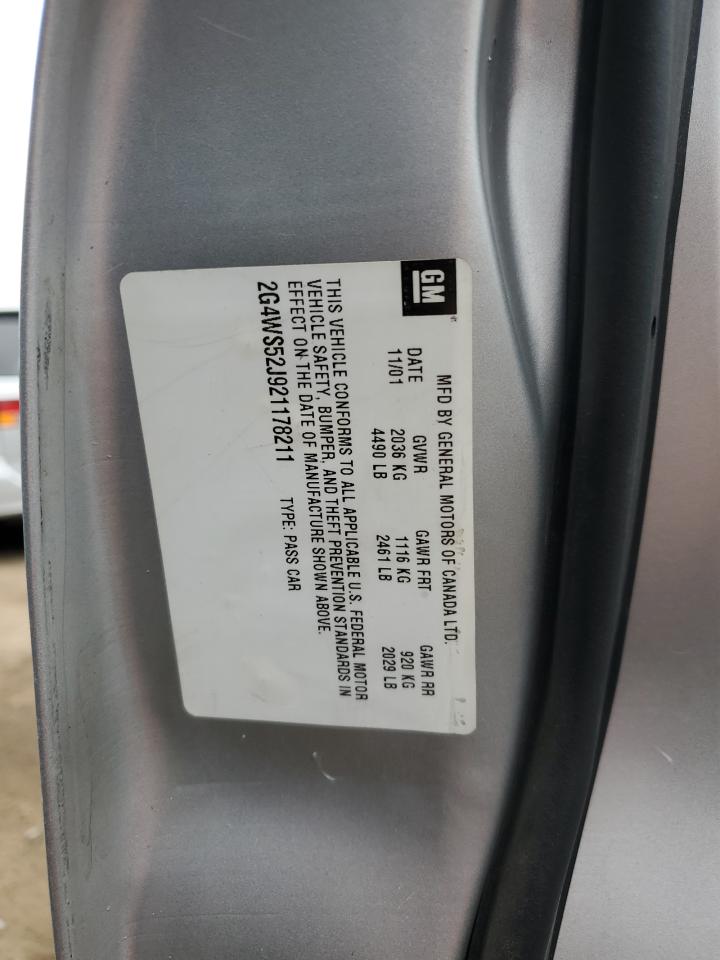 GM
MFD BY GENERAL MOTORS OF CANADA LTD.
DATE GVWR GAWR FRT GAWR RR
11/01 2036 KG 1116 KG 920 KG
4490 LB 2461 LB 2029 LB
THIS VEHICLE CONFORMS TO ALL APPLICABLE U.S. FEDERAL MOTOR
VEHICLE SAFETY, BUMPER, AND THEFT PREVENTION STANDARDS IN
EFFECT ON THE DATE OF MANUFACTURE SHOWN ABOVE.
2G4WS52J921178211 TYPE: PASS CAR